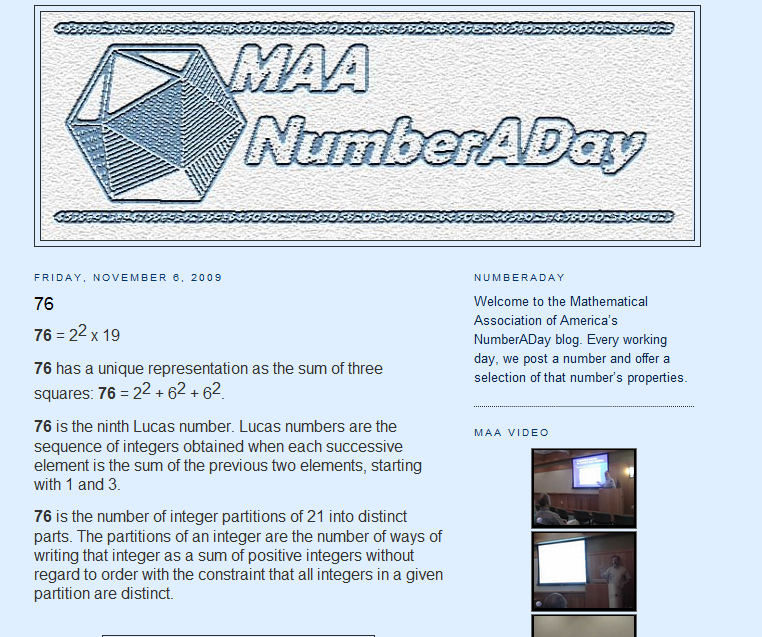 MAA
NumberADay
FRIDAY, NOVEMBER 6, 2009
76
76 = 2² x 19
76 has a unique representation as the sum of three
squares: 76 = 2² + 6² + 6².
76 is the ninth Lucas number. Lucas numbers are the
sequence of integers obtained when each successive
element is the sum of the previous two elements, starting
with 1 and 3.
76 is the number of integer partitions of 21 into distinct
parts. The partitions of an integer are the number of ways of
writing that integer as a sum of positive integers without
regard to order with the constraint that all integers in a given
partition are distinct.
NUMBERADAY
Welcome to the Mathematical
Association of America's
NumberADay blog. Every working
day, we post a number and offer a
selection of that number's properties.
MAA VIDEO